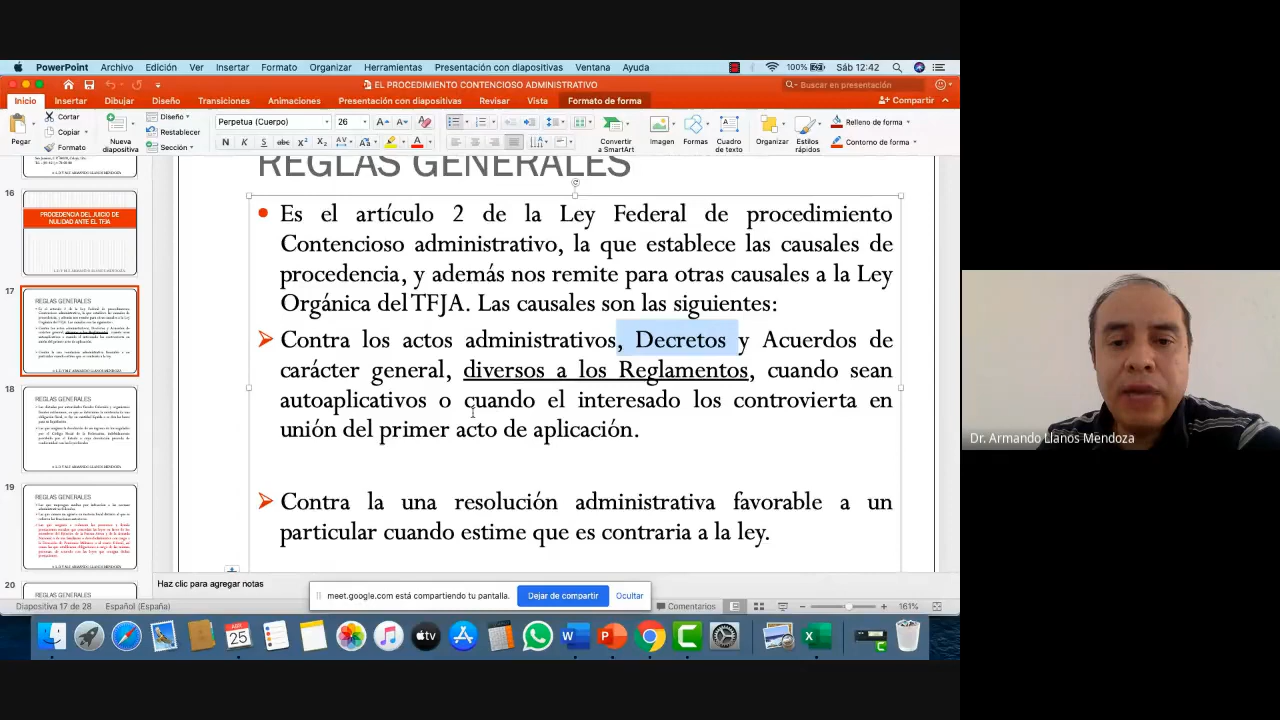 PowerPoint Archivo Edición Ver Insertar Formato Organizar Herramientas Presentación con diapositivas Ventana Ayuda 100% Sáb 12:42
EL PROCEDIMIENTO CONTENCIOSO ADMINISTRATIVO
Buscar en presentación
Inicio Insertar Dibujar Diseño Transiciones Animaciones Presentación con diapositivas Revisar Vista Formato de forma
Compartir
Pegar
Cortar
Copiar
Formato
Nueva diapositiva
Diseño
Restablecer
Sección
Perpetua (Cuerpo) 26
N K S abc X² X₂
Convertir a SmartArt
Imagen
Formas
Cuadro de texto
Organizar
Estilos rápidos
Relleno de forma
Contorno de forma
16
PROCEDENCIA DEL JUICIO DE
NULIDAD ANTE EL TFJA
17
REGLAS GENERALES
18
REGLAS GENERALES
19
REGLAS GENERALES
20
REGLAS GENERALES
REGLAS GENERALES
Es el artículo 2 de la Ley Federal de procedimiento
Contencioso administrativo, la que establece las causales de
procedencia, y además nos remite para otras causales a la Ley
Orgánica del TFJA. Las causales son las siguientes:
Contra los actos administrativos, Decretos y Acuerdos de
carácter general, diversos a los Reglamentos, cuando sean
autoaplicativos o cuando el interesado los controvierta en
unión del primer acto de aplicación.
Contra la una resolución administrativa favorable a un
particular cuando estime que es contraria a la ley.
Haz clic para agregar notas
meet.google.com está compartiendo tu pantalla. Dejar de compartir Ocultar
Diapositiva 17 de 28 Español (España) Comentarios 161%
ABR
25
tv
Dr. Armando Llanos Mendoza